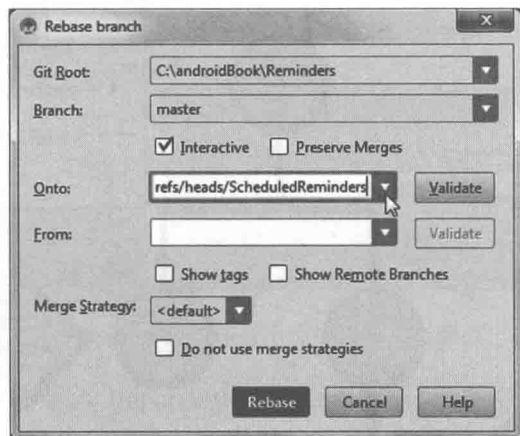 Rebase branch
Git Root: C:\androidBook\Reminders
Branch: master
Interactive Preserve Merges
Onto: refs/heads/ScheduledReminders Validate
From: Validate
Show tags Show Remote Branches
Merge Strategy: <default>
Do not use merge strategies
Rebase Cancel Help